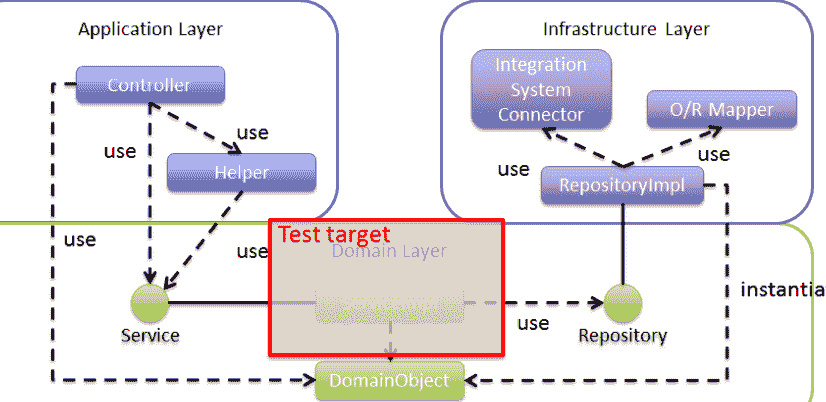 Application Layer
Infrastructure Layer
Controller
Integration
System
Connector
O/R Mapper
use
use
Helper
use
use
RepositoryImpl
use
use
Test target
Domain Layer
instantia
Service
use
Repository
DomainObject